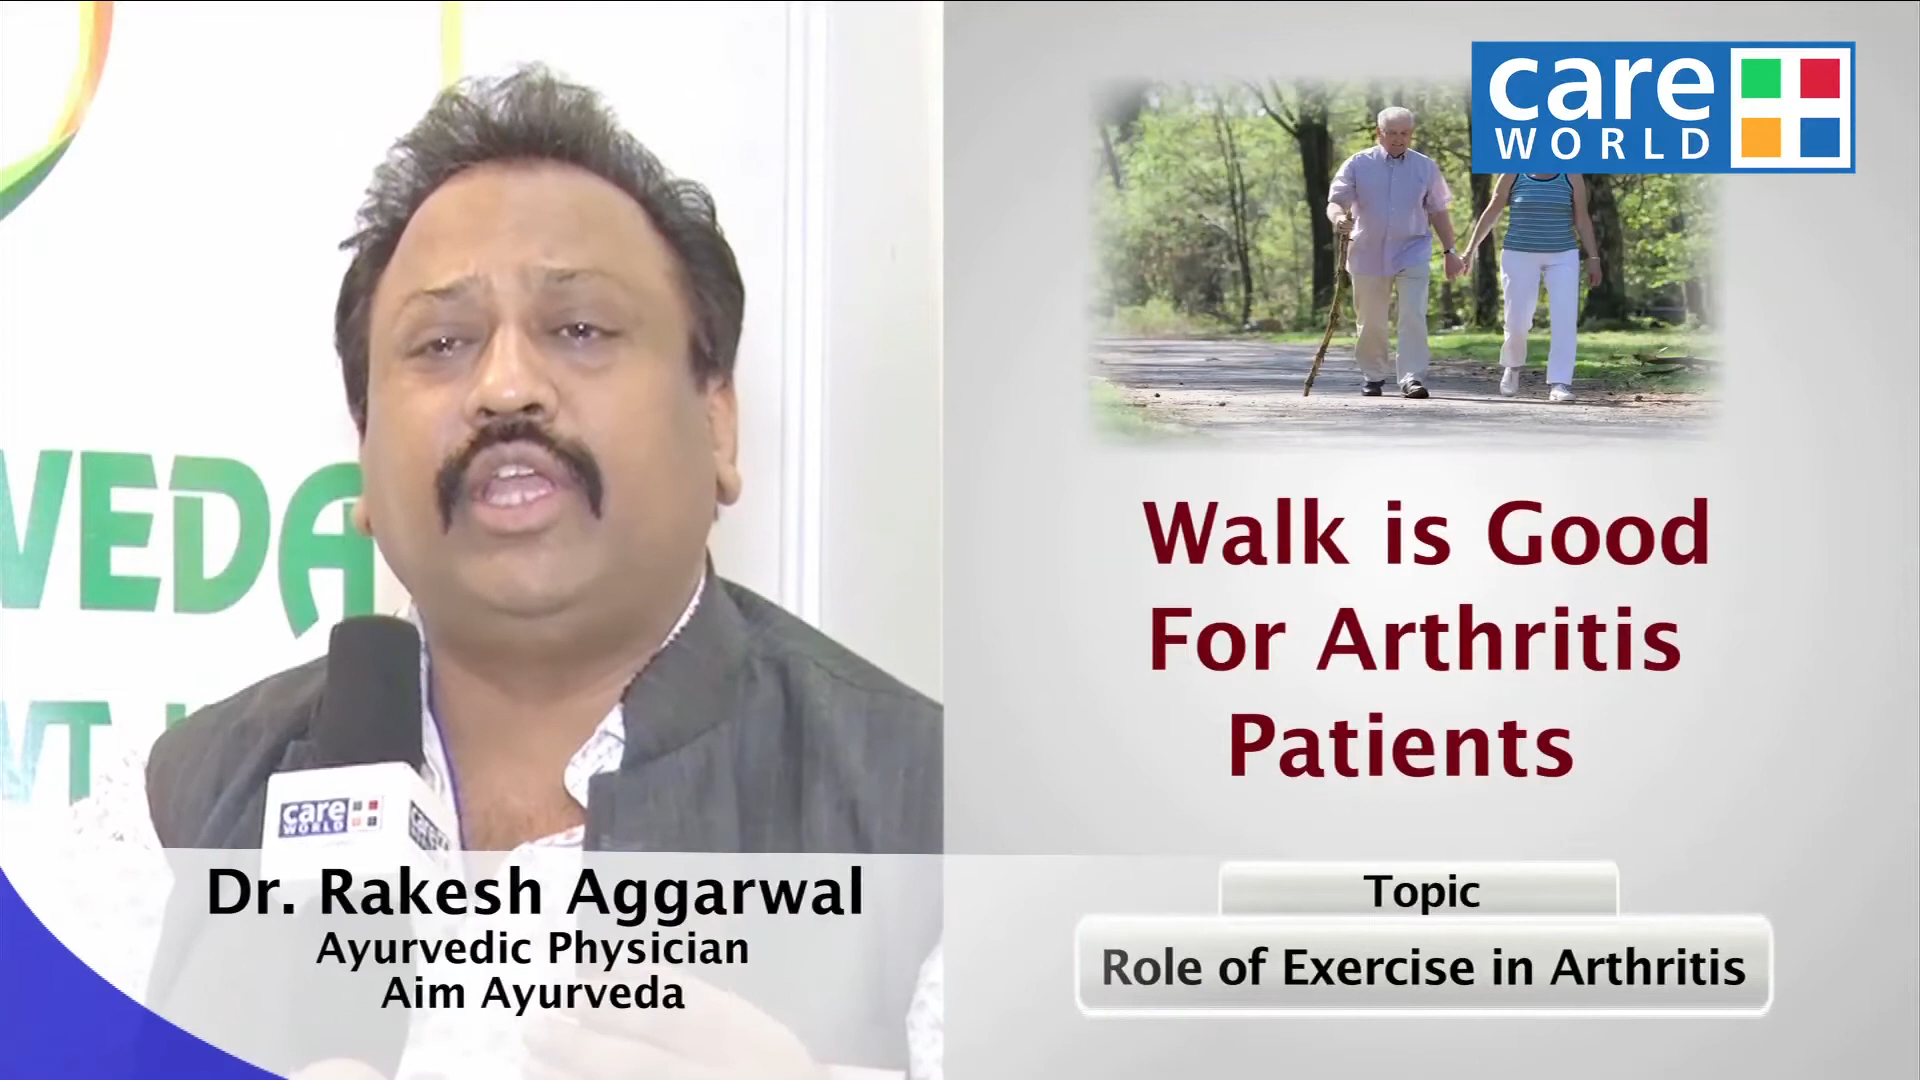 care
WORLD
VEDA
care
WORLD
Walk is Good
For Arthritis
Patients
Dr. Rakesh Aggarwal
Ayurvedic Physician
Aim Ayurveda
Topic
Role of Exercise in Arthritis